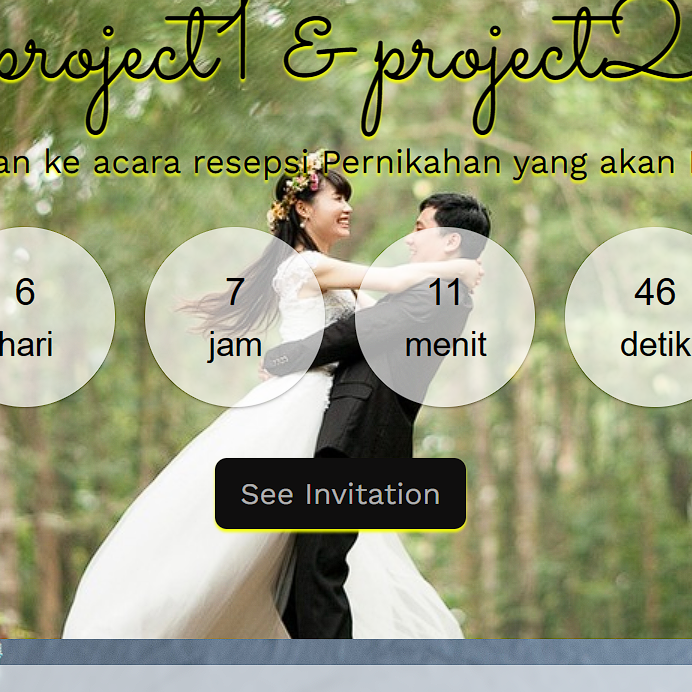 project1 & project2
an ke acara resepsi Pernikahan yang akan
6 7 11 46
hari jam menit detik
See Invitation